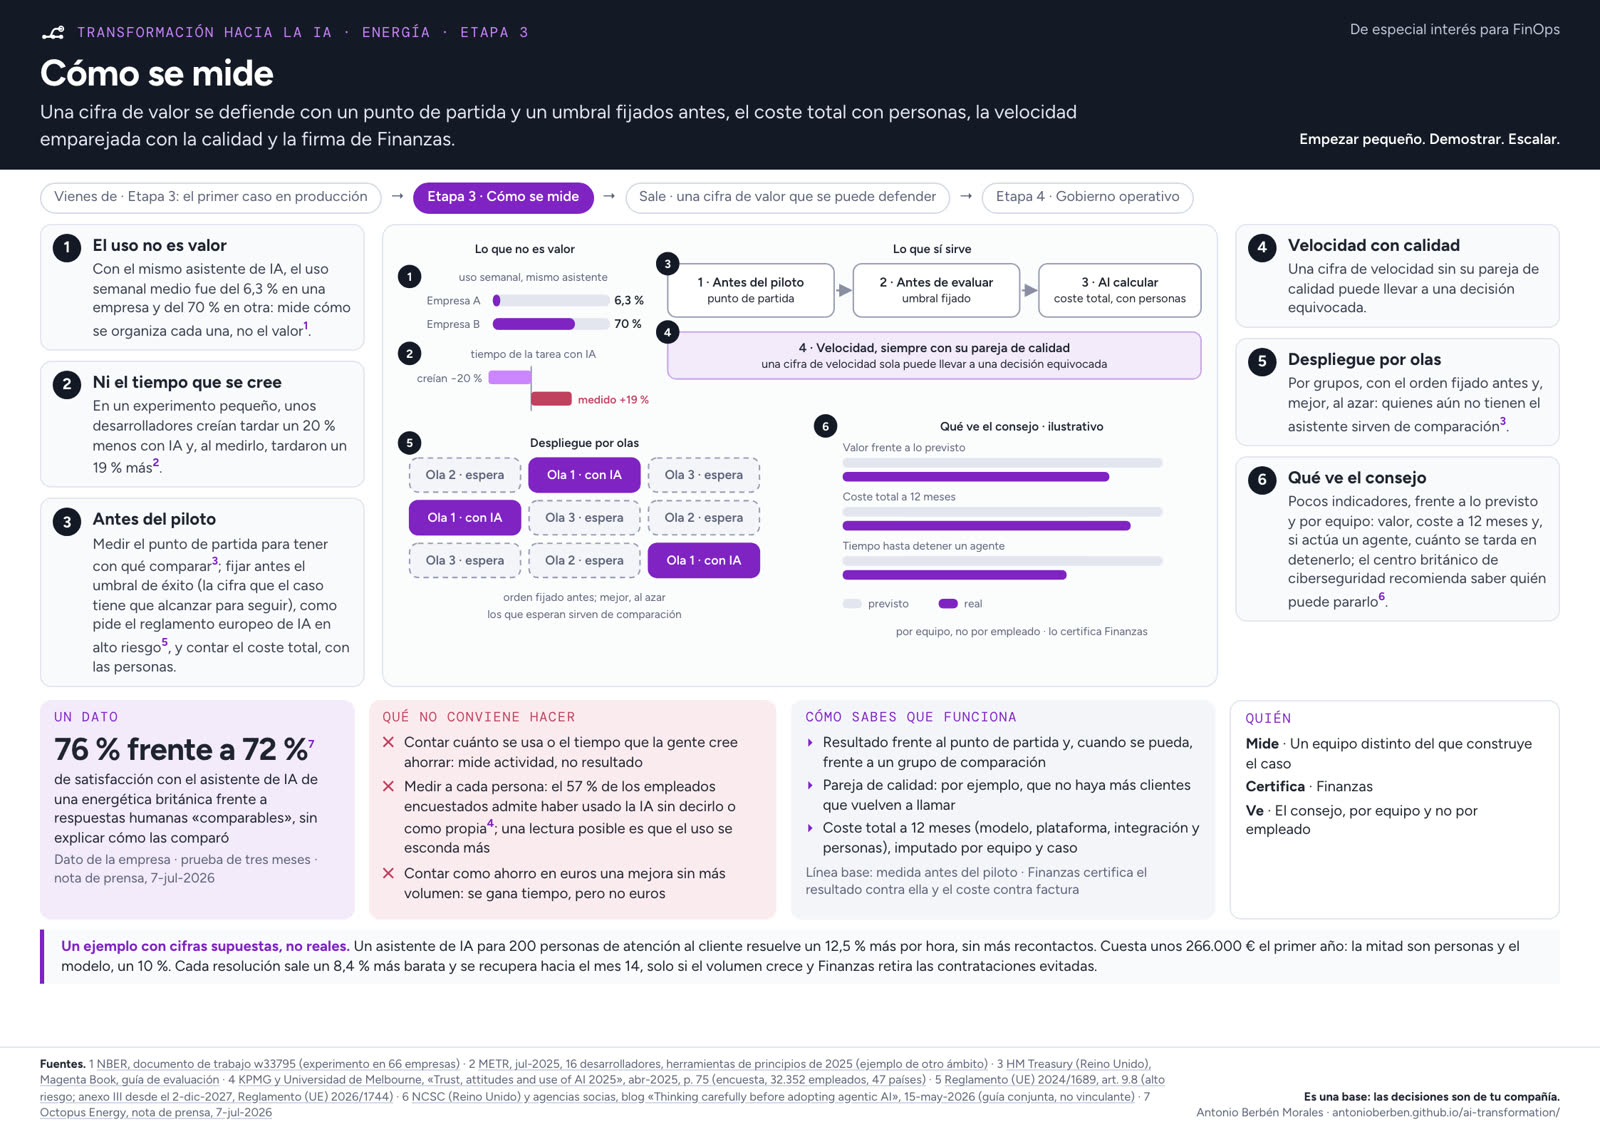 TRANSFORMACIÓN HACIA LA IA · ENERGÍA · ETAPA 3
De especial interés para FinOps
Cómo se mide
Una cifra de valor se defiende con un punto de partida y un umbral fijados antes, el coste total con personas, la velocidad
emparejada con la calidad y la firma de Finanzas.
Empezar pequeño. Demostrar. Escalar.
Vienes de · Etapa 3: el primer caso en producción → Etapa 3 · Cómo se mide → Sale · una cifra de valor que se puede defender → Etapa 4 · Gobierno operativo
1 El uso no es valor
Con el mismo asistente de IA, el uso
semanal medio fue del 6,3 % en una
empresa y del 70 % en otra: mide cómo
se organiza cada una, no el valor1.
2 Ni el tiempo que se cree
En un experimento pequeño, unos
desarrolladores creían tardar un 20 %
menos con IA y, al medirlo, tardaron un
19 % más2.
3 Antes del piloto
Medir el punto de partida para tener
con qué comparar3; fijar antes el
umbral de éxito (la cifra que el caso
tiene que alcanzar para seguir), como
pide el reglamento europeo de IA en
alto riesgo5, y contar el coste total, con
las personas.
Lo que no es valor
1 uso semanal, mismo asistente
Empresa A 6,3 %
Empresa B 70 %
2 tiempo de la tarea con IA
creían −20 %
medido +19 %
Lo que sí sirve
3
1 · Antes del piloto
punto de partida
2 · Antes de evaluar
umbral fijado
3 · Al calcular
coste total, con personas
4
4 · Velocidad, siempre con su pareja de calidad
una cifra de velocidad sola puede llevar a una decisión equivocada
5 Despliegue por olas
Ola 2 · espera Ola 1 · con IA Ola 3 · espera
Ola 1 · con IA Ola 3 · espera Ola 2 · espera
Ola 3 · espera Ola 2 · espera Ola 1 · con IA
orden fijado antes; mejor, al azar
los que esperan sirven de comparación
6 Qué ve el consejo · ilustrativo
Valor frente a lo previsto
Coste total a 12 meses
Tiempo hasta detener un agente
previsto real
por equipo, no por empleado · lo certifica Finanzas
4 Velocidad con calidad
Una cifra de velocidad sin su pareja de
calidad puede llevar a una decisión
equivocada.
5 Despliegue por olas
Por grupos, con el orden fijado antes y,
mejor, al azar: quienes aún no tienen el
asistente sirven de comparación3.
6 Qué ve el consejo
Pocos indicadores, frente a lo previsto
y por equipo: valor, coste a 12 meses y,
si actúa un agente, cuánto se tarda en
detenerlo; el centro británico de
ciberseguridad recomienda saber quién
puede pararlo6.
UN DATO
76 % frente a 72 %7
de satisfacción con el asistente de IA de
una energética británica frente a
respuestas humanas «comparables», sin
explicar cómo las comparó
Dato de la empresa · prueba de tres meses ·
nota de prensa, 7-jul-2026
QUÉ NO CONVIENE HACER
Contar cuánto se usa o el tiempo que la gente cree
ahorrar: mide actividad, no resultado
Medir a cada persona: el 57 % de los empleados
encuestados admite haber usado la IA sin decirlo o
como propia4; una lectura posible es que el uso se
esconda más
Contar como ahorro en euros una mejora sin más
volumen: se gana tiempo, pero no euros
CÓMO SABES QUE FUNCIONA
Resultado frente al punto de partida y, cuando se pueda,
frente a un grupo de comparación
Pareja de calidad: por ejemplo, que no haya más clientes
que vuelven a llamar
Coste total a 12 meses (modelo, plataforma, integración y
personas), imputado por equipo y caso
Línea base: medida antes del piloto · Finanzas certifica el
resultado contra ella y el coste contra factura
QUIÉN
Mide · Un equipo distinto del que construye
el caso
Certifica · Finanzas
Ve · El consejo, por equipo y no por
empleado
Un ejemplo con cifras supuestas, no reales. Un asistente de IA para 200 personas de atención al cliente resuelve un 12,5 % más por hora, sin más recontactos. Cuesta unos 266.000 € el primer año: la mitad son personas y el
modelo, un 10 %. Cada resolución sale un 8,4 % más barata y se recupera hacia el mes 14, solo si el volumen crece y Finanzas retira las contrataciones evitadas.
Fuentes. 1 NBER, documento de trabajo w33795 (experimento en 66 empresas) · 2 METR, jul-2025, 16 desarrolladores, herramientas de principios de 2025 (ejemplo de otro ámbito) · 3 HM Treasury (Reino Unido),
Magenta Book, guía de evaluación · 4 KPMG y Universidad de Melbourne, «Trust, attitudes and use of AI 2025», abr-2025, p. 75 (encuesta, 32.352 empleados, 47 países) · 5 Reglamento (UE) 2024/1689, art. 9.8 (alto
riesgo; anexo III desde el 2-dic-2027, Reglamento (UE) 2026/1744) · 6 NCSC (Reino Unido) y agencias socias, blog «Thinking carefully before adopting agentic AI», 15-may-2026 (guía conjunta, no vinculante) · 7
Octopus Energy, nota de prensa, 7-jul-2026
Es una base: las decisiones son de tu compañía.
Antonio Berbén Morales · antonioberben.github.io/ai-transformation/